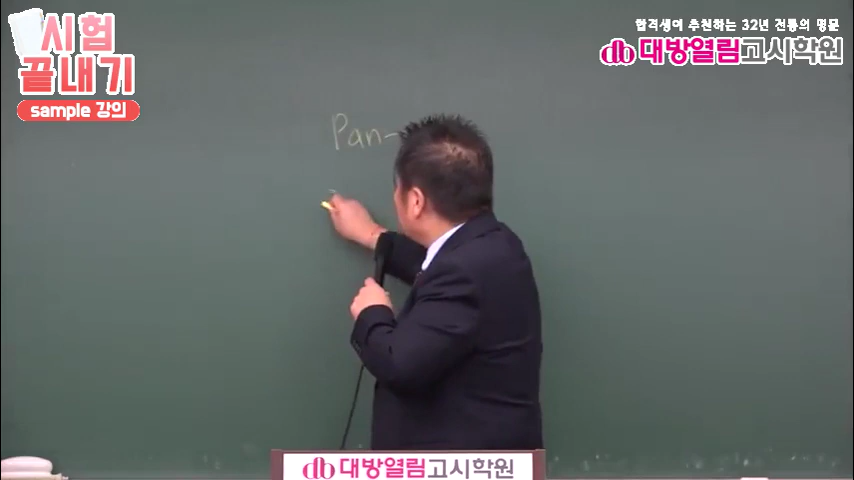 시험
끝내기
sample 강의
합격생이 추천하는 32년 전통의 명문
db 대방열림고시학원
Pan-
db 대방열림고시학원